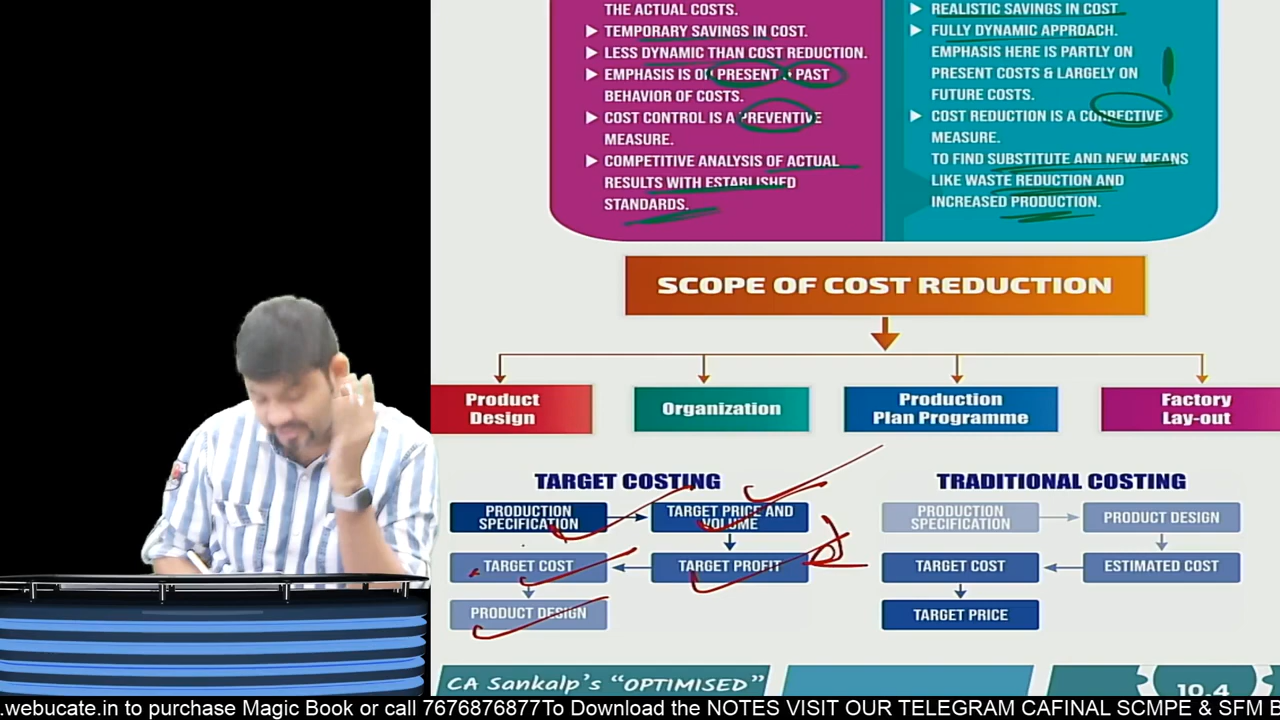 THE ACTUAL COSTS.
▶ TEMPORARY SAVINGS IN COST.
▶ LESS DYNAMIC THAN COST REDUCTION.
▶ EMPHASIS IS ON PRESENT & PAST
BEHAVIOR OF COSTS.
▶ COST CONTROL IS A PREVENTIVE
MEASURE.
▶ COMPETITIVE ANALYSIS OF ACTUAL
RESULTS WITH ESTABLISHED
STANDARDS.
▶ REALISTIC SAVINGS IN COST
▶ FULLY DYNAMIC APPROACH.
EMPHASIS HERE IS PARTLY ON
PRESENT COSTS & LARGELY ON
FUTURE COSTS.
▶ COST REDUCTION IS A CORRECTIVE
MEASURE.
TO FIND SUBSTITUTE AND NEW MEANS
LIKE WASTE REDUCTION AND
INCREASED PRODUCTION.
SCOPE OF COST REDUCTION
Product
Design
Organization
Production
Plan Programme
Factory
Lay-out
TARGET COSTING
PRODUCTION
SPECIFICATION
TARGET PRICE AND
VOLUME
TARGET COST
TARGET PROFIT
PRODUCT DESIGN
TRADITIONAL COSTING
PRODUCTION
SPECIFICATION
PRODUCT DESIGN
TARGET COST
ESTIMATED COST
TARGET PRICE
CA Sankalp's "OPTIMISED"
10.4
.webucate.in to purchase Magic Book or call 7676876877To Download the NOTES VISIT OUR TELEGRAM CAFINAL SCMPE & SFM B